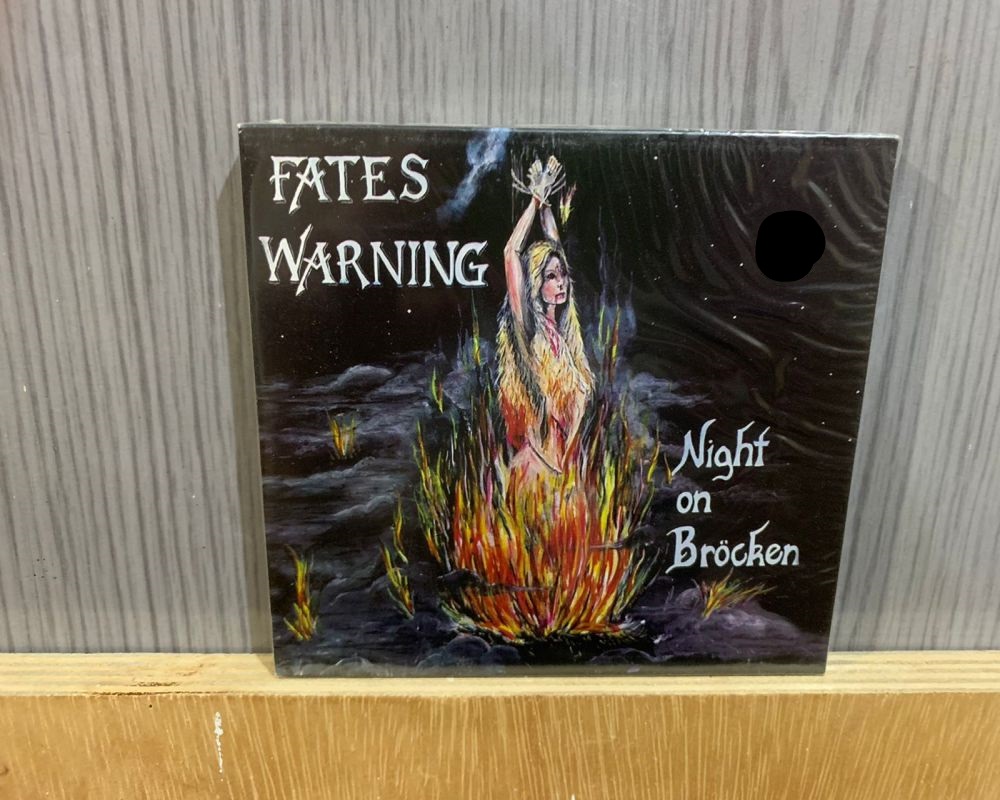 FATES
WARNING
Night
on
Bröcken